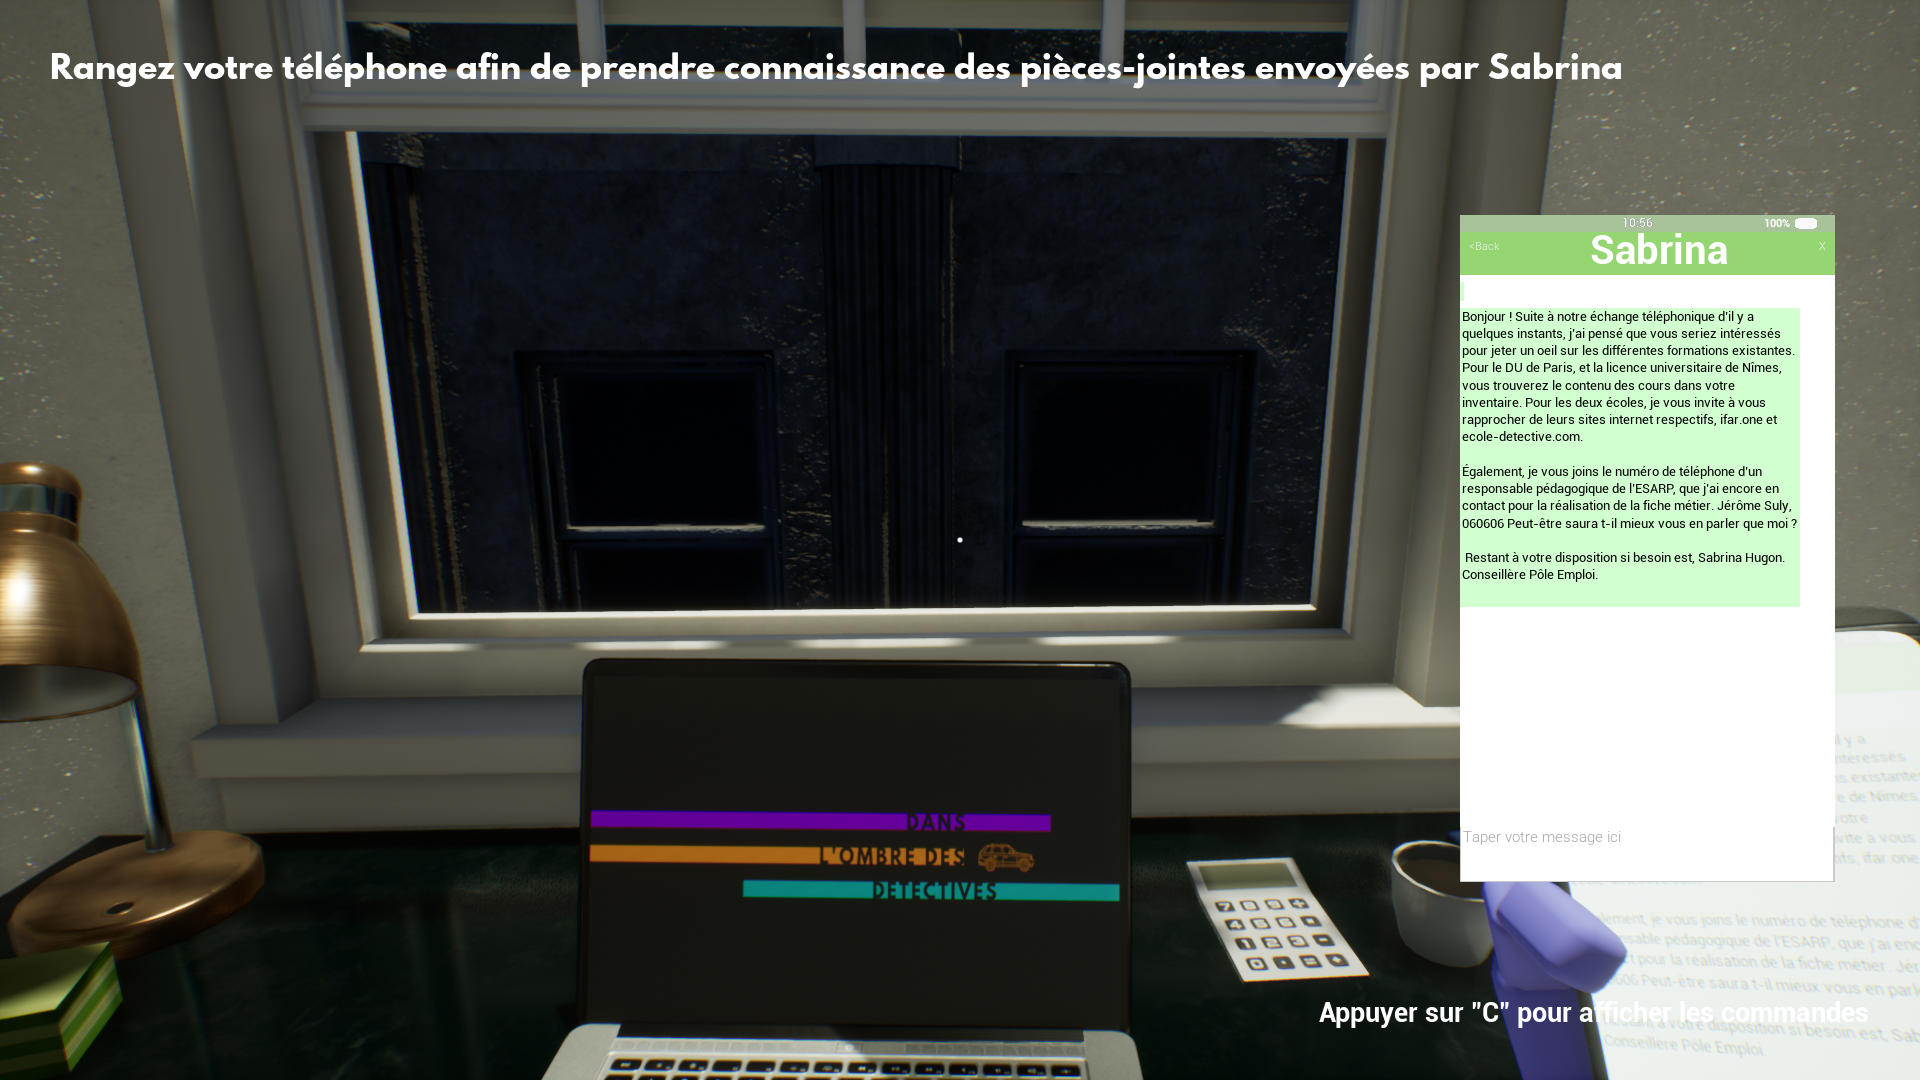 Rangez votre téléphone afin de prendre connaissance des pièces-jointes envoyées par Sabrina
10:56
100%
<Back
Sabrina
X
Bonjour ! Suite à notre échange téléphonique d'il y a
quelques instants, j'ai pensé que vous seriez intéressés
pour jeter un oeil sur les différentes formations existantes.
Pour le DU de Paris, et la licence universitaire de Nîmes,
vous trouverez le contenu des cours dans votre
inventaire. Pour les deux écoles, je vous invite à vous
rapprocher de leurs sites internet respectifs, ifar.one et
ecole-detective.com.
Également, je vous joins le numéro de téléphone d'un
responsable pédagogique de l'ESARP, que j'ai encore en
contact pour la réalisation de la fiche métier. Jérôme Suly,
060606 Peut-être saura t-il mieux vous en parler que moi ?
Restant à votre disposition si besoin est, Sabrina Hugon.
Conseillère Pôle Emploi.
Taper votre message ici
DANS
L'OMBRE DES
DETECTIVES
Appuyer sur "C" pour afficher les commandes